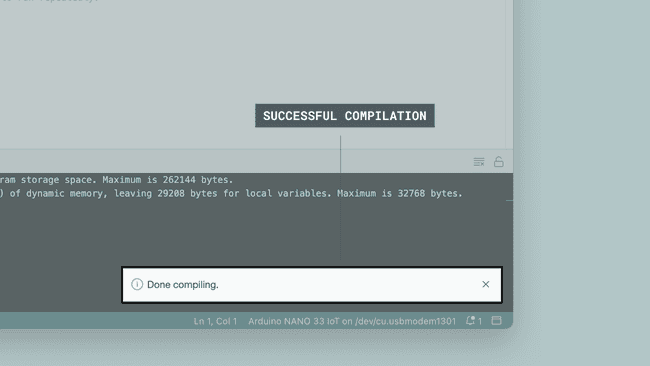 SUCCESSFUL COMPILATION
ram storage space. Maximum is 262144 bytes.
) of dynamic memory, leaving 29208 bytes for local variables. Maximum is 32768 bytes.
Done compiling.
Ln 1, Col 1 Arduino NANO 33 IoT on /dev/cu.usbmodem1301 1